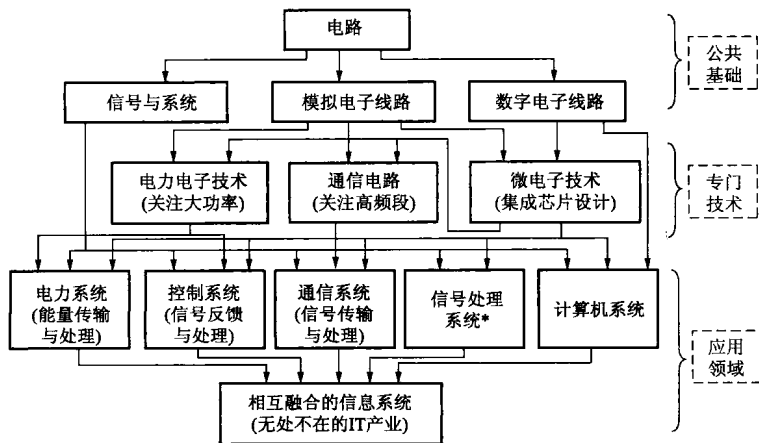 电路
公共
基础
信号与系统
模拟电子线路
数字电子线路
电力电子技术
(关注大功率)
通信电路
(关注高频段)
微电子技术
(集成芯片设计)
专门
技术
电力系统
(能量传输
与处理)
控制系统
(信号反馈
与处理)
通信系统
(信号传输
与处理)
信号处理
系统*
计算机系统
应用
领域
相互融合的信息系统
(无处不在的IT产业)